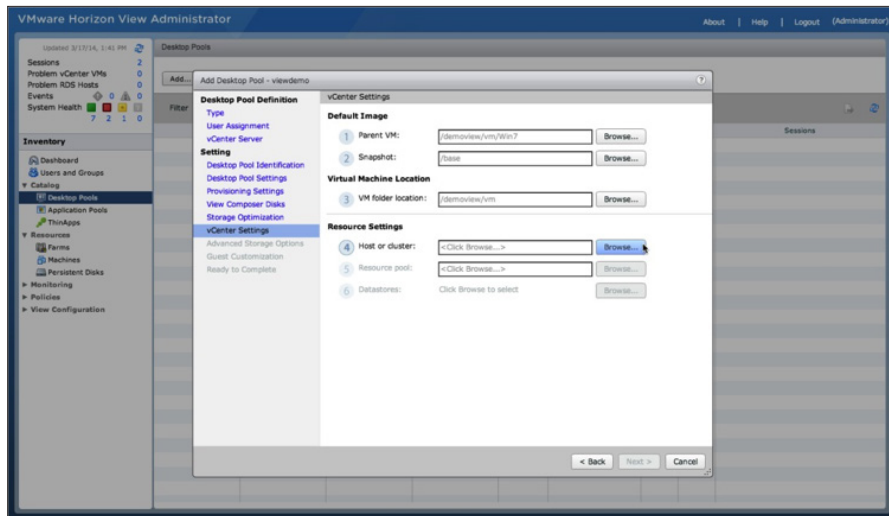 VMware Horizon View Administrator
About | Help | Logout (Administrator)
Updated 3/17/14, 1:41 PM
Sessions 2
Problem vCenter VMs 0
Problem RDS Hosts 0
Events 0 0
System Health
7 2 1 0
Inventory
Dashboard
Users and Groups
Catalog
Desktop Pools
Application Pools
ThinApps
Resources
Farms
Machines
Persistent Disks
Monitoring
Policies
View Configuration
Desktop Pools
Add...
Filter
Sessions
Add Desktop Pool - viewdemo
?
Desktop Pool Definition
Type
User Assignment
vCenter Server
Setting
Desktop Pool Identification
Desktop Pool Settings
Provisioning Settings
View Composer Disks
Storage Optimization
vCenter Settings
Advanced Storage Options
Guest Customization
Ready to Complete
vCenter Settings
Default Image
1 Parent VM: /demoview/vm/Win7 Browse...
2 Snapshot: /base Browse...
Virtual Machine Location
3 VM folder location: /demoview/vm Browse...
Resource Settings
4 Host or cluster: <Click Browse...> Browse...
5 Resource pool: <Click Browse...> Browse...
6 Datastores: Click Browse to select Browse...
< Back Next > Cancel